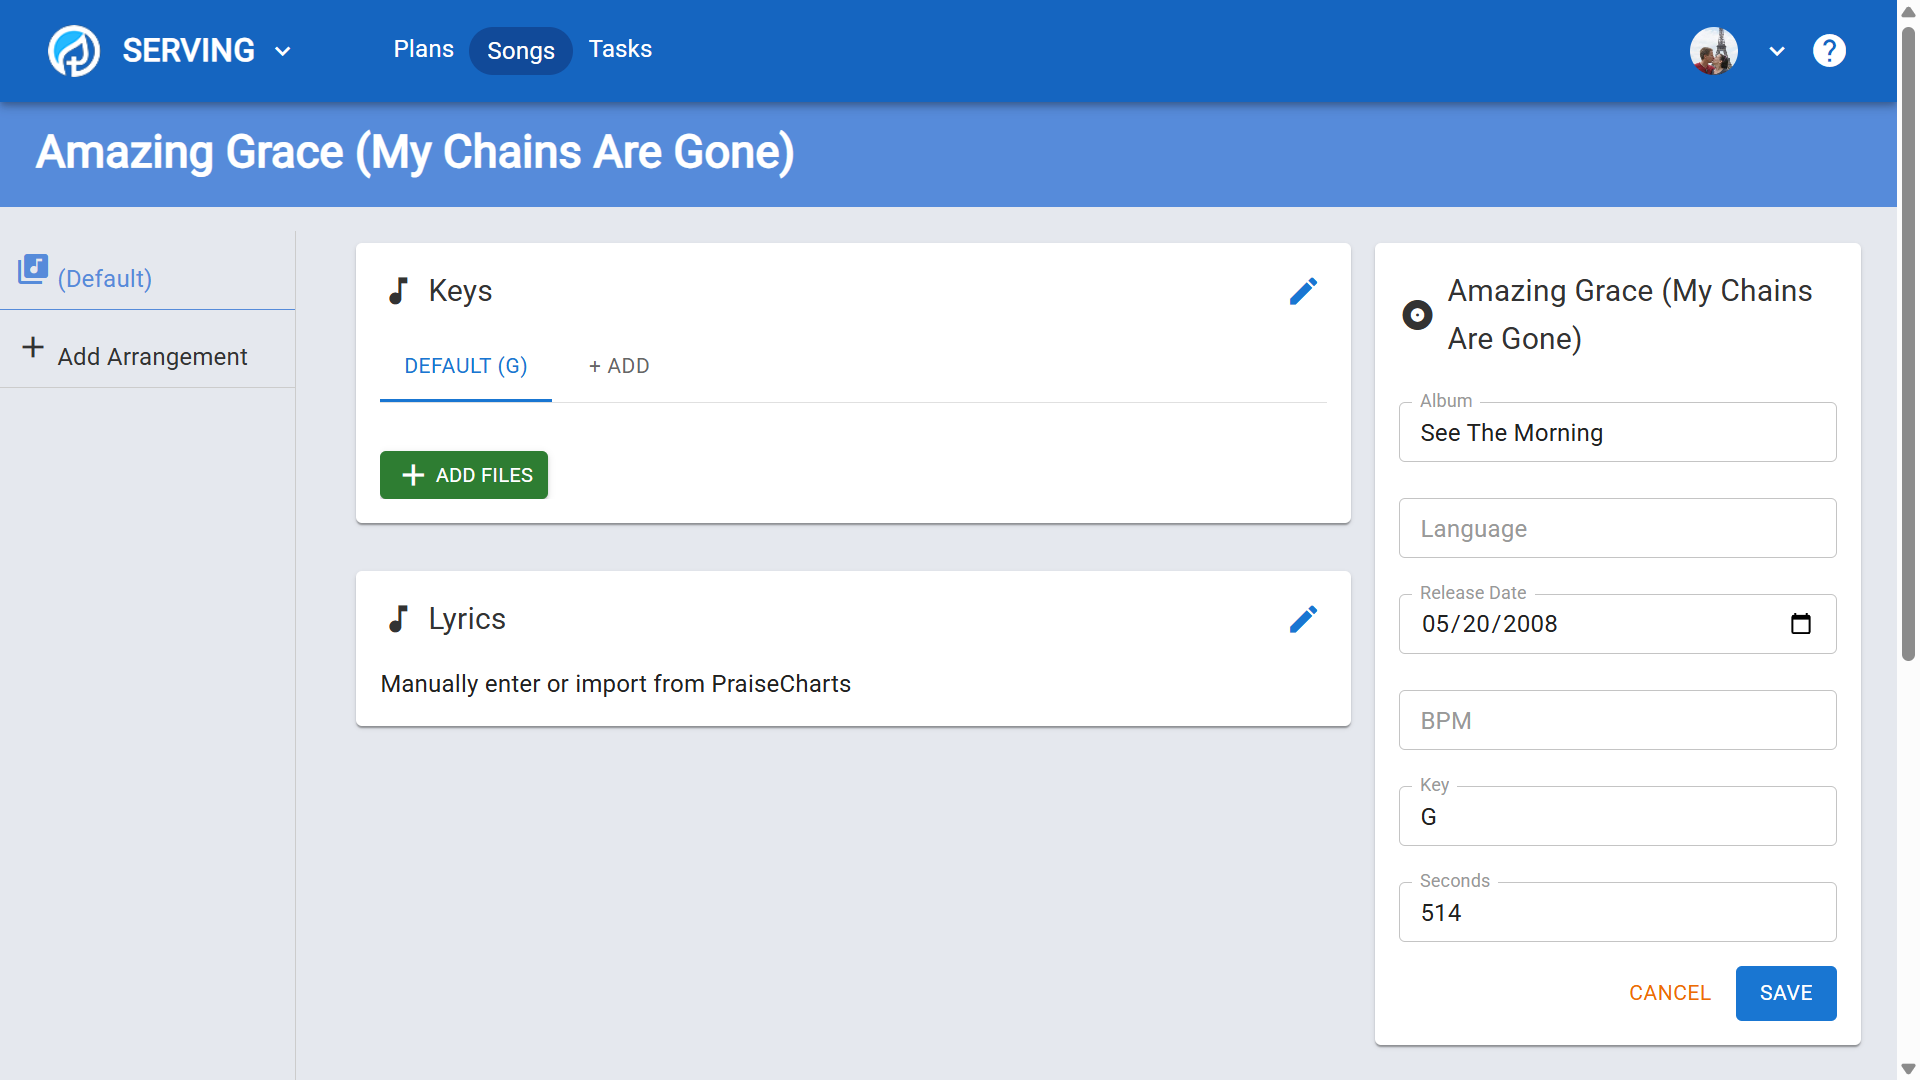 SERVING
Plans
Songs
Tasks
?
Amazing Grace (My Chains Are Gone)
(Default)
Add Arrangement
Keys
DEFAULT (G)
+ ADD
ADD FILES
Lyrics
Manually enter or import from PraiseCharts
Amazing Grace (My Chains
Are Gone)
Album
See The Morning
Language
Release Date
05/20/2008
BPM
Key
G
Seconds
514
CANCEL
SAVE